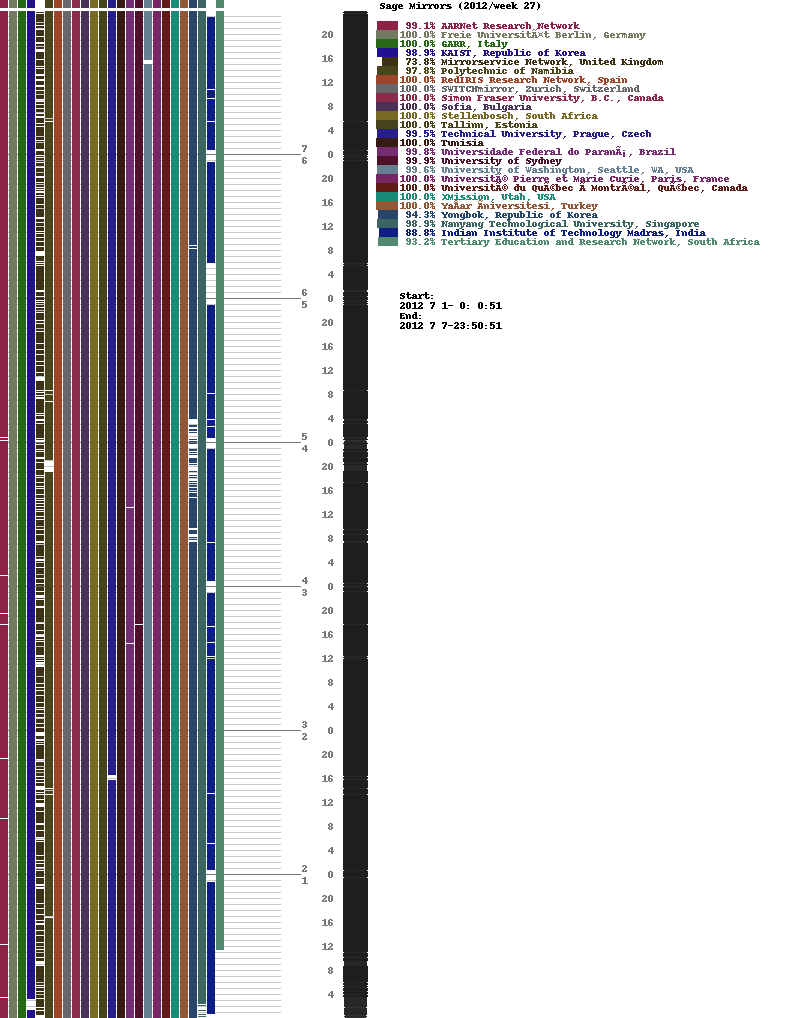 Sage Mirrors (2012/week 27)
99.1% AARNet Research Network
100.0% Freie UniversitÃ¤t Berlin, Germany
100.0% GARR, Italy
98.9% KAIST, Republic of Korea
73.8% Mirrorservice Network, United Kingdom
97.8% Polytechnic of Namibia
100.0% RedIRIS Research Network, Spain
100.0% SWITCHmirror, Zurich, Switzerland
100.0% Simon Fraser University, B.C., Canada
100.0% Sofia, Bulgaria
100.0% Stellenbosch, South Africa
100.0% Tallinn, Estonia
99.5% Technical University, Prague, Czech
100.0% Tunisia
99.8% Universidade Federal do ParanÃ¡, Brazil
99.9% University of Sydney
99.6% University of Washington, Seattle, WA, USA
100.0% UniversitÃ© Pierre et Marie Curie, Paris, France
100.0% UniversitÃ© du QuÃ©bec Ã MontrÃ©al, QuÃ©bec, Canada
100.0% XMission, Utah, USA
100.0% YaÅar Aniversitesi, Turkey
94.3% Yongbok, Republic of Korea
98.9% Nanyang Technological University, Singapore
88.8% Indian Institute of Technology Madras, India
93.2% Tertiary Education and Research Network, South Africa
Start:
2012 7 1- 0: 0:51
End:
2012 7 7-23:50:51
20
16
12
8
4
7
0
6
20
16
12
8
4
6
0
5
20
16
12
8
4
5
0
4
20
16
12
8
4
4
0
3
20
16
12
8
4
3
0
2
20
16
12
8
4
2
0
1
20
16
12
8
4